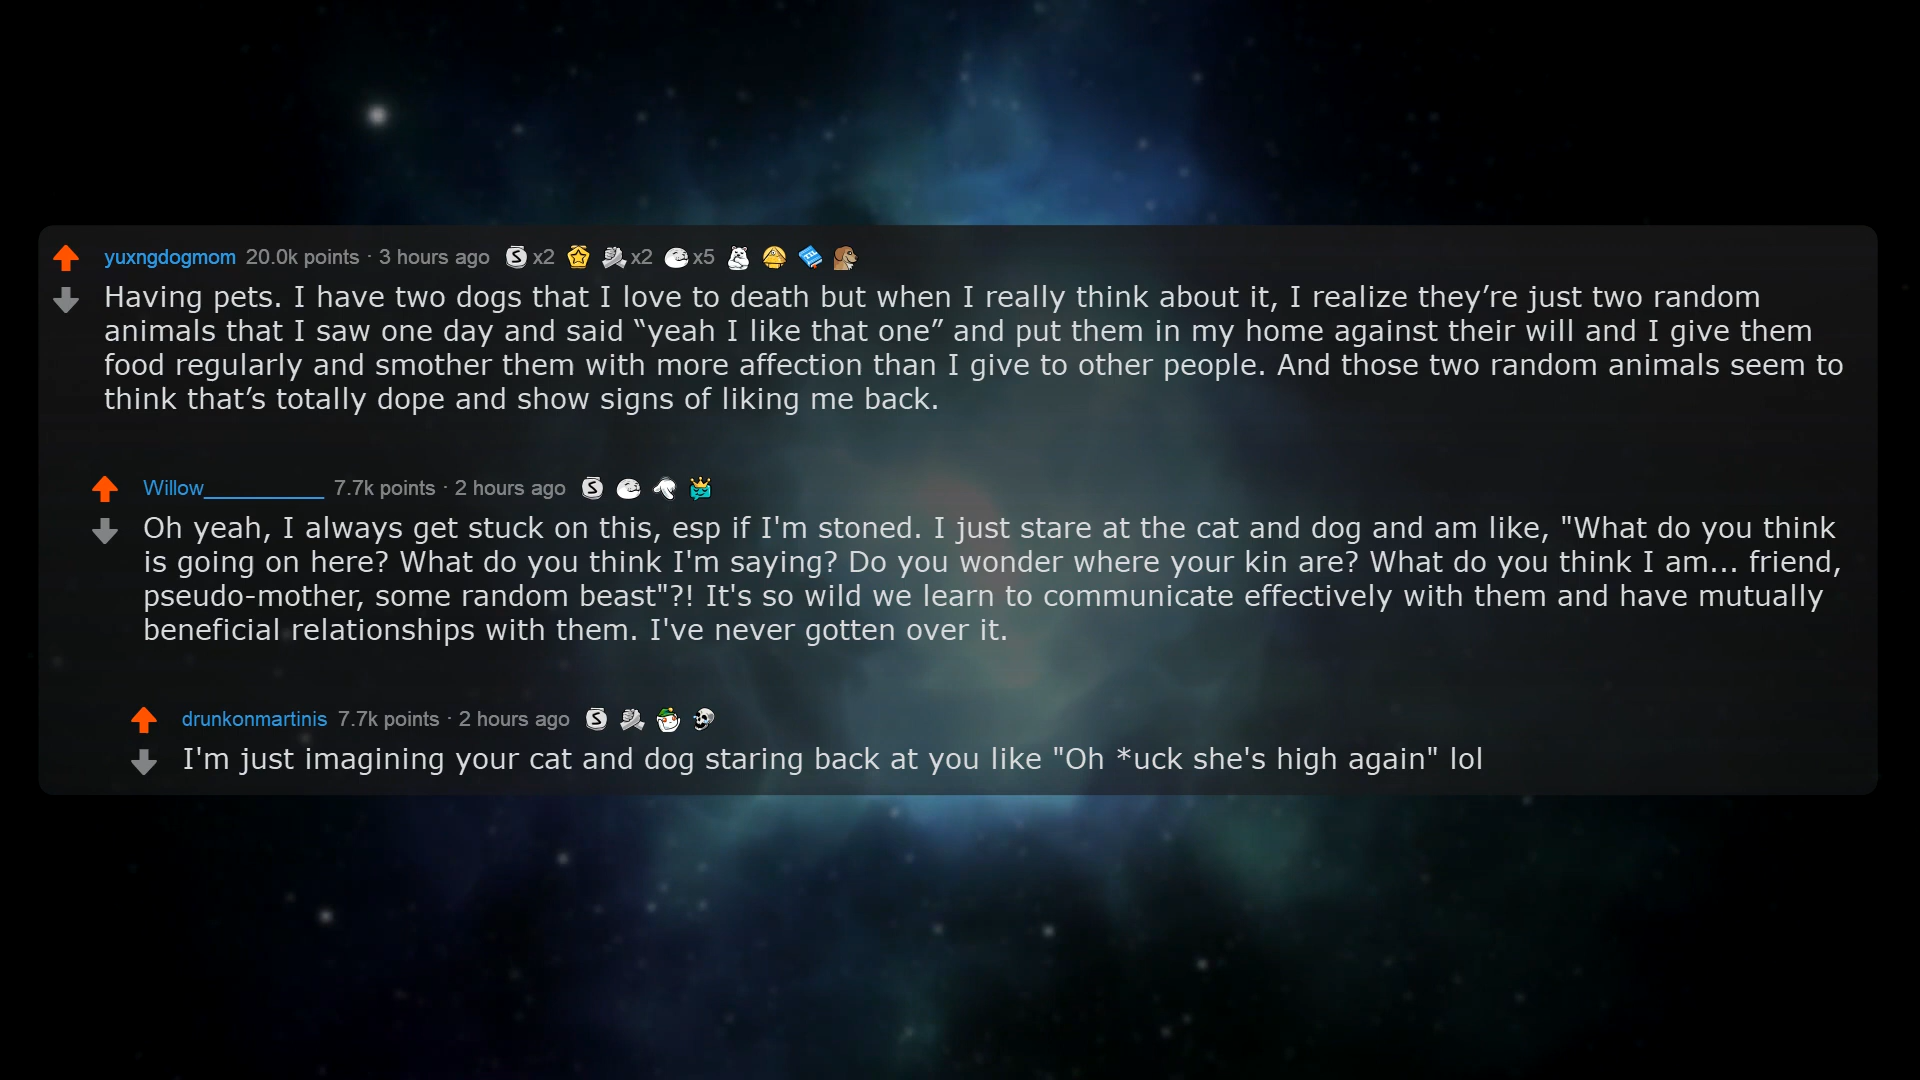 yuxngdogmom 20.0k points · 3 hours ago S x2 x2 x5
Having pets. I have two dogs that I love to death but when I really think about it, I realize they’re just two random
animals that I saw one day and said “yeah I like that one” and put them in my home against their will and I give them
food regularly and smother them with more affection than I give to other people. And those two random animals seem to
think that’s totally dope and show signs of liking me back.
Willow___________ 7.7k points · 2 hours ago S
Oh yeah, I always get stuck on this, esp if I'm stoned. I just stare at the cat and dog and am like, "What do you think
is going on here? What do you think I'm saying? Do you wonder where your kin are? What do you think I am... friend,
pseudo-mother, some random beast"?! It's so wild we learn to communicate effectively with them and have mutually
beneficial relationships with them. I've never gotten over it.
drunkonmartinis 7.7k points · 2 hours ago S
I'm just imagining your cat and dog staring back at you like "Oh *uck she's high again" lol